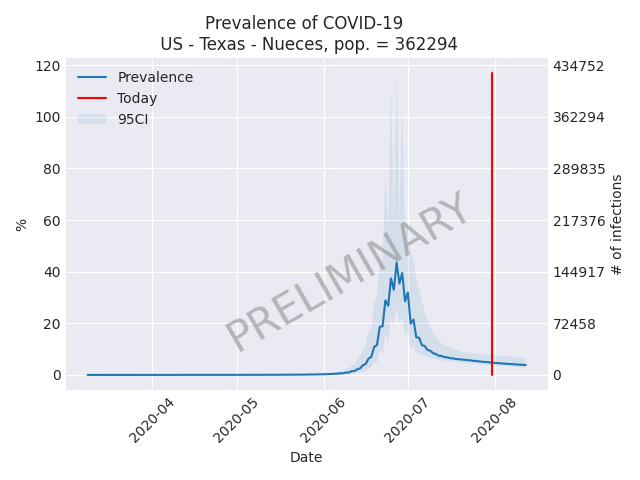 Prevalence of COVID-19
US - Texas - Nueces, pop. = 362294
Prevalence
Today
95CI
120
100
80
60
40
20
0
%
434752
362294
289835
217376
144917
72458
0
# of infections
PRELIMINARY
2020-04
2020-05
2020-06
2020-07
2020-08
Date